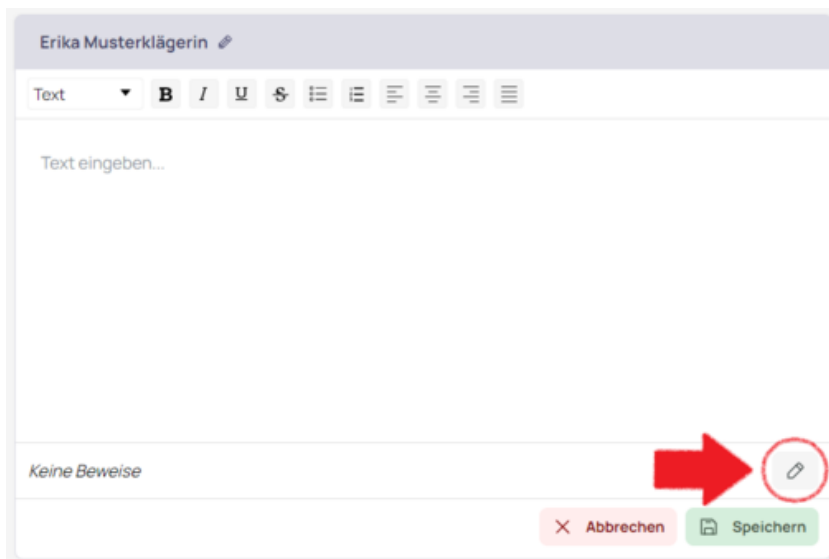 Erika Musterklägerin
Text B I U S
Text eingeben...
Keine Beweise
Abbrechen Speichern